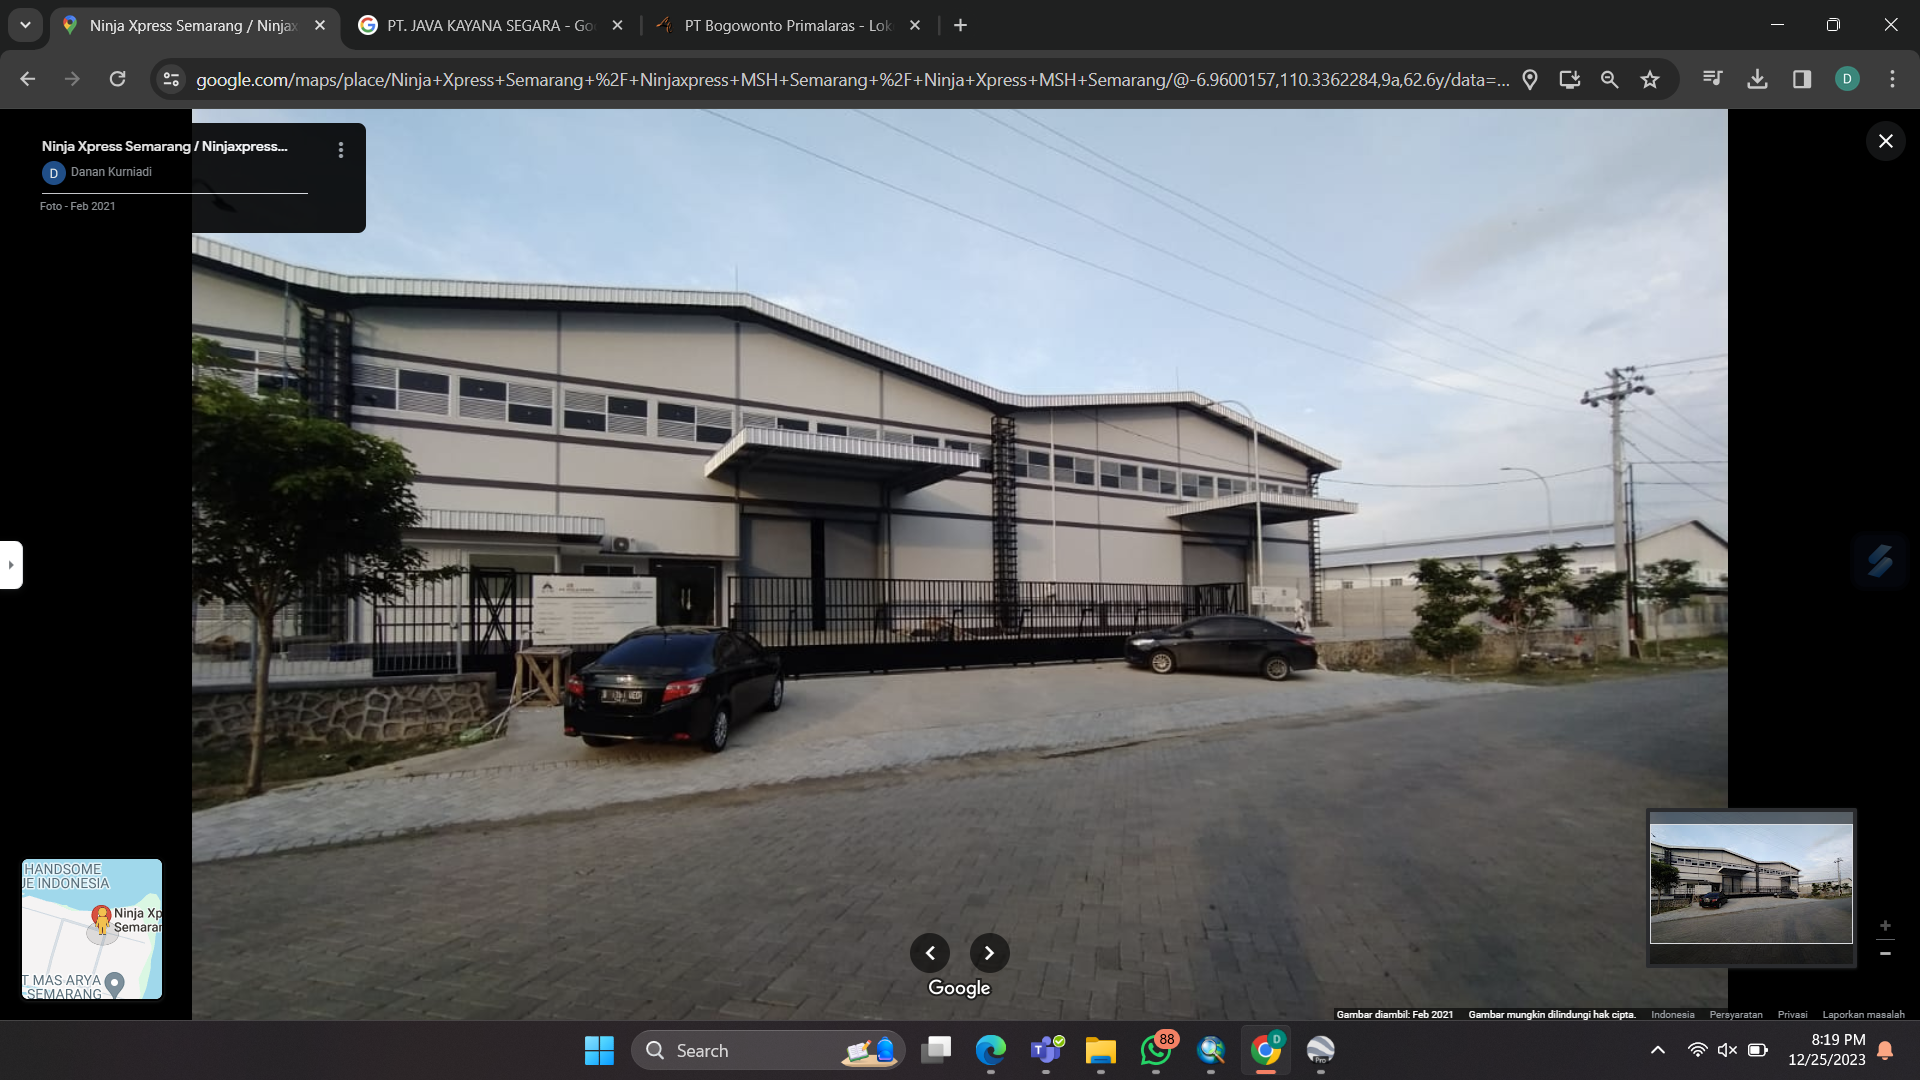 Ninja Xpress Semarang / Ninjax
PT. JAVA KAYANA SEGARA - Go
PT Bogowonto Primalaras - Lok
google.com/maps/place/Ninja+Xpress+Semarang+%2F+Ninjaxpress+MSH+Semarang+%2F+Ninja+Xpress+MSH+Semarang/@-6.9600157,110.3362284,9a,62.6y/data=...
D
Ninja Xpress Semarang / Ninjaxpress...
D Danan Kurniadi
Foto - Feb 2021
HANDSOME
UE INDONESIA
Ninja Xp
Semaran
T MAS ARYA
SEMARANG
Google
Gambar diambil: Feb 2021 Gambar mungkin dilindungi hak cipta. Indonesia Persyaratan Privasi Laporkan masalah
Search
88
D
Pro
8:19 PM
12/25/2023